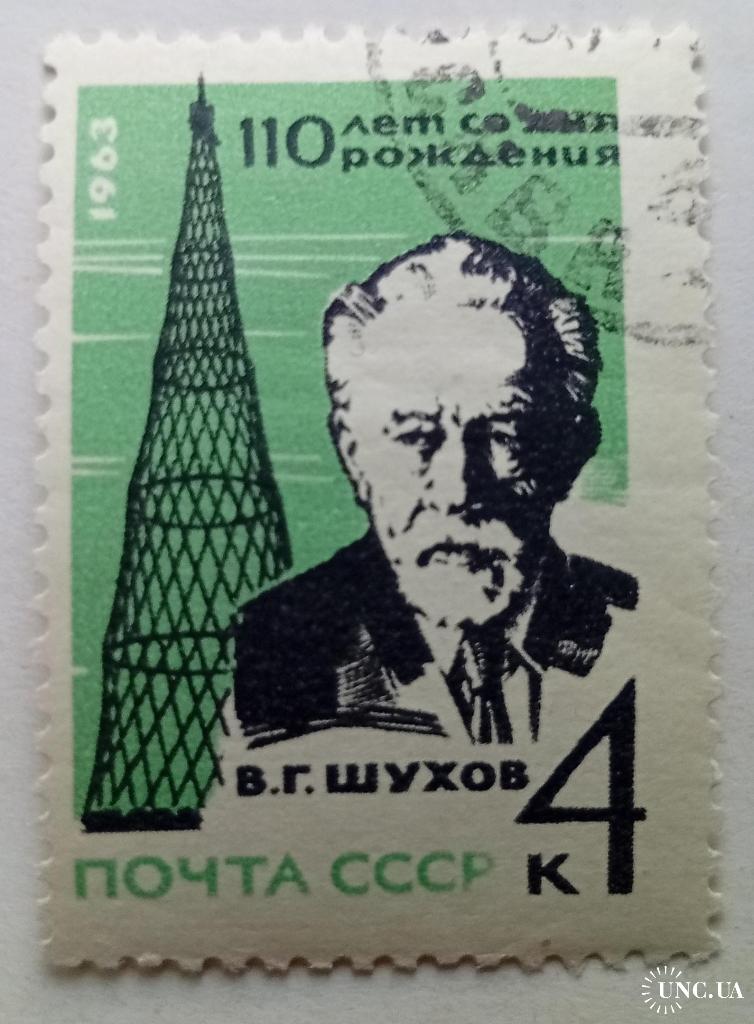 1963
110 лет со дня
рождения
В.Г. ШУХОВ
4
к
ПОЧТА СССР
UNC.UA